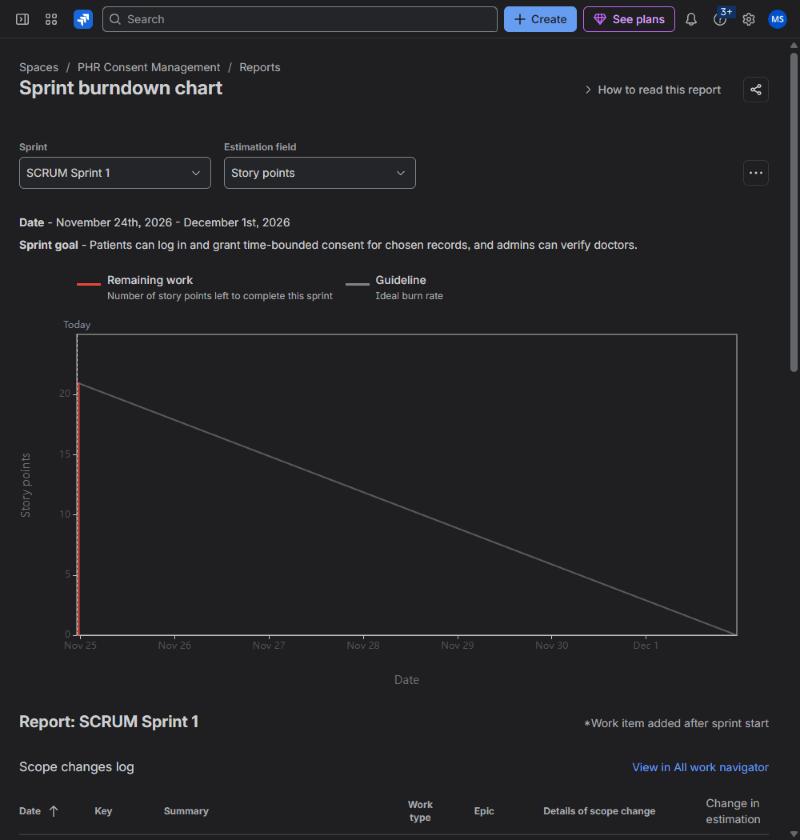 Search
Create
See plans
3+
MS
Spaces / PHR Consent Management / Reports
Sprint burndown chart
How to read this report
Sprint
Estimation field
SCRUM Sprint 1
Story points
Date - November 24th, 2026 - December 1st, 2026
Sprint goal - Patients can log in and grant time-bounded consent for chosen records, and admins can verify doctors.
Remaining work
Number of story points left to complete this sprint
Guideline
Ideal burn rate
Today
20
15
10
5
0
Story points
Nov 25
Nov 26
Nov 27
Nov 28
Nov 29
Nov 30
Dec 1
Date
Report: SCRUM Sprint 1
*Work item added after sprint start
Scope changes log
View in All work navigator
Date
Key
Summary
Work type
Epic
Details of scope change
Change in estimation